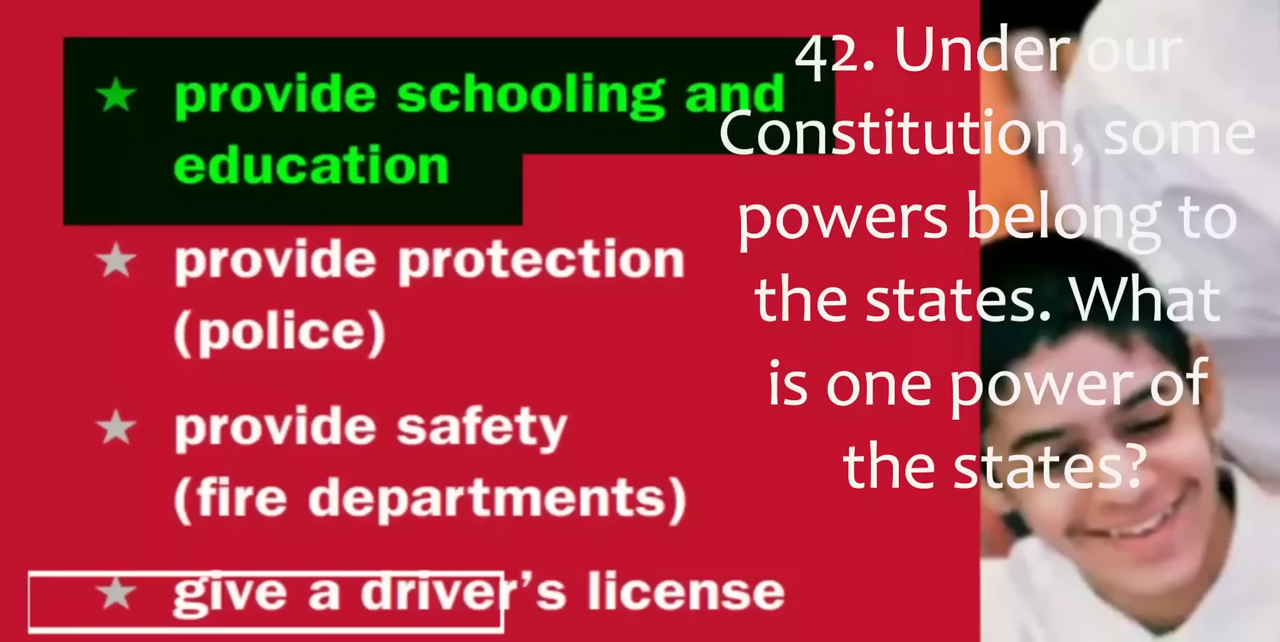 provide schooling and
education
provide protection
(police)
provide safety
(fire departments)
give a driver's license
42. Under our
Constitution, some
powers belong to
the states. What
is one power of
the states?